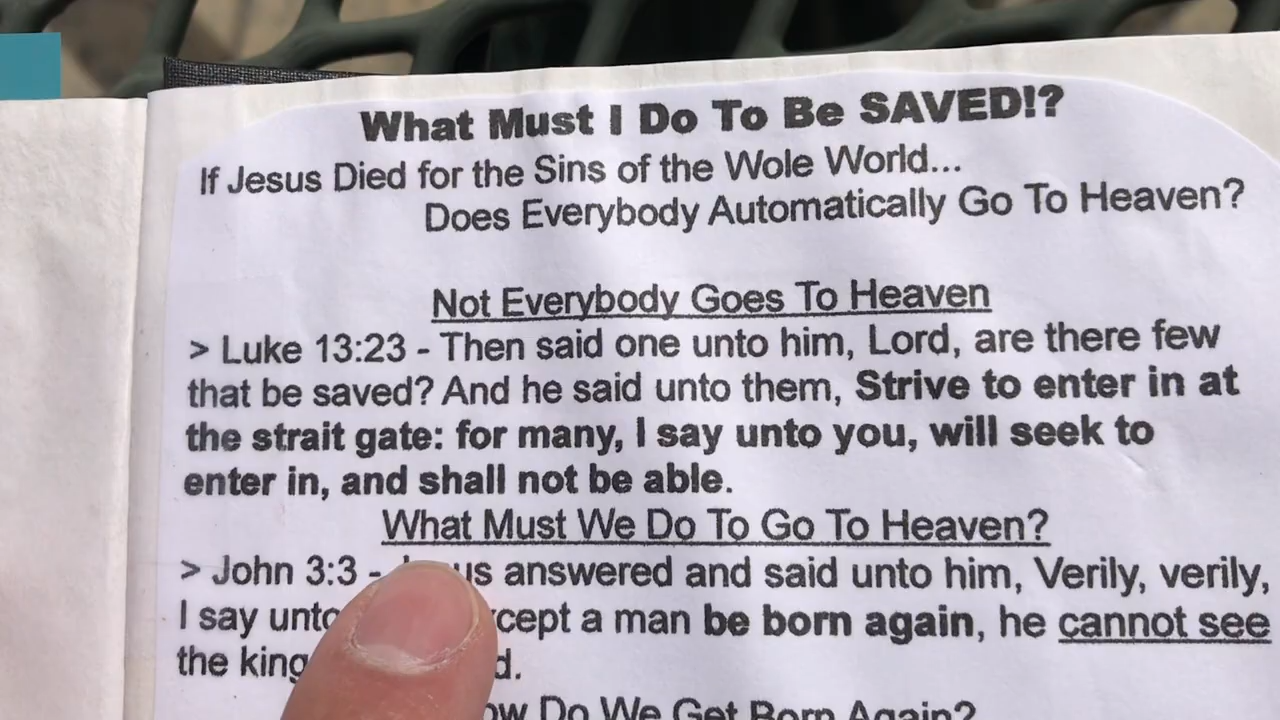 What Must I Do To Be SAVED!?
If Jesus Died for the Sins of the Wole World...
Does Everybody Automatically Go To Heaven?
Not Everybody Goes To Heaven
> Luke 13:23 - Then said one unto him, Lord, are there few
that be saved? And he said unto them, Strive to enter in at
the strait gate: for many, I say unto you, will seek to
enter in, and shall not be able.
What Must We Do To Go To Heaven?
> John 3:3 - answered and said unto him, Verily, verily,
I say a man be born again, he cannot see
the
Do We Get Born Again?